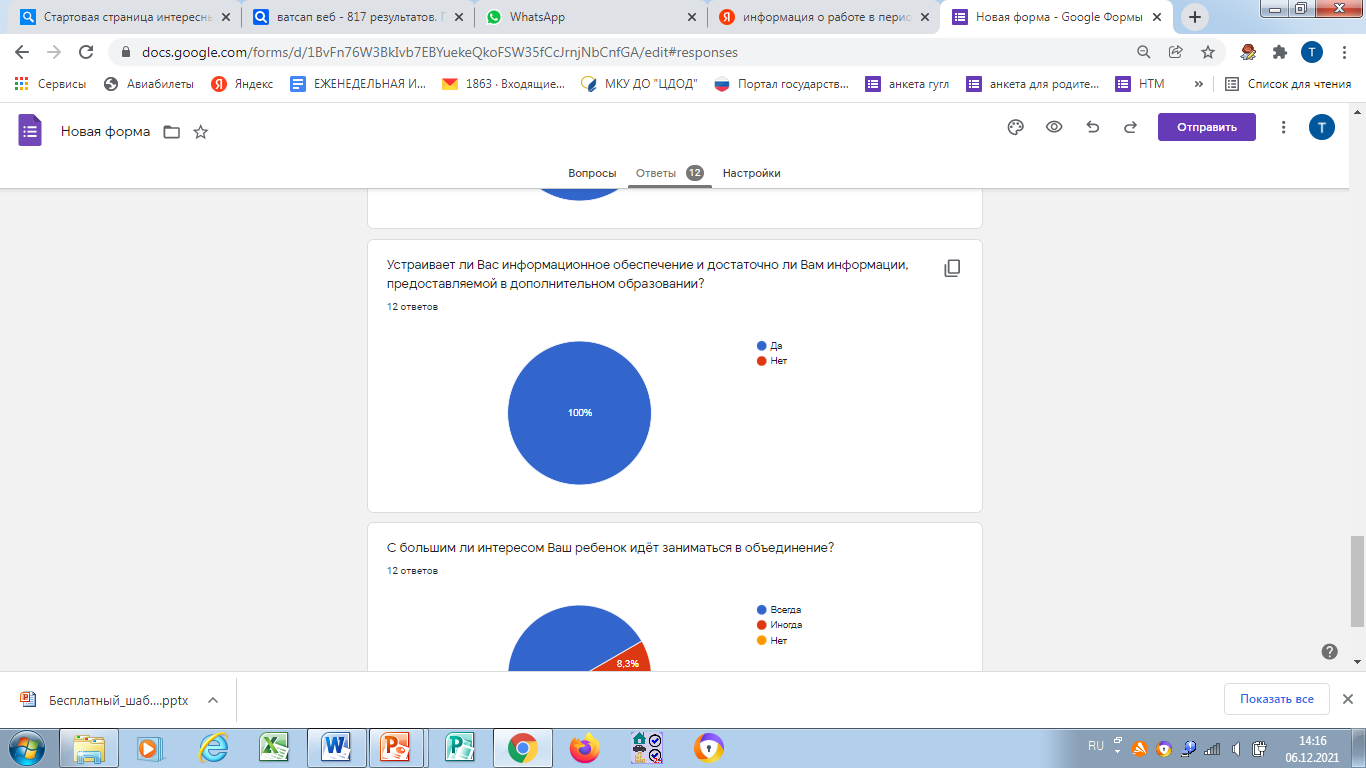 Стартовая страница интересн
ватсап веб - 817 результатов. П
WhatsApp
информация о работе в пери
Новая форма - Google Формы
docs.google.com/forms/d/1BvFn76W3BkIvb7EBYuekeQkoFSW35fCcJrnjNbCnfGA/edit#responses
T
Сервисы
Авиабилеты
Яндекс
ЕЖЕНЕДЕЛЬНАЯ И...
1863 · Входящие...
МКУ ДО "ЦДОД"
Портал государств...
анкета гугл
анкета для родите...
НТМ
»
Список для чтения
Новая форма
Отправить
T
Вопросы
Ответы 12
Настройки
Устраивает ли Вас информационное обеспечение и достаточно ли Вам информации,
предоставляемой в дополнительном образовании?
12 ответов
Да
Нет
100%
С большим ли интересом Ваш ребенок идёт заниматься в объединение?
12 ответов
Всегда
Иногда
Нет
8,3%
Бесплатный_шаб....pptx
Показать все
RU
14:16
06.12.2021